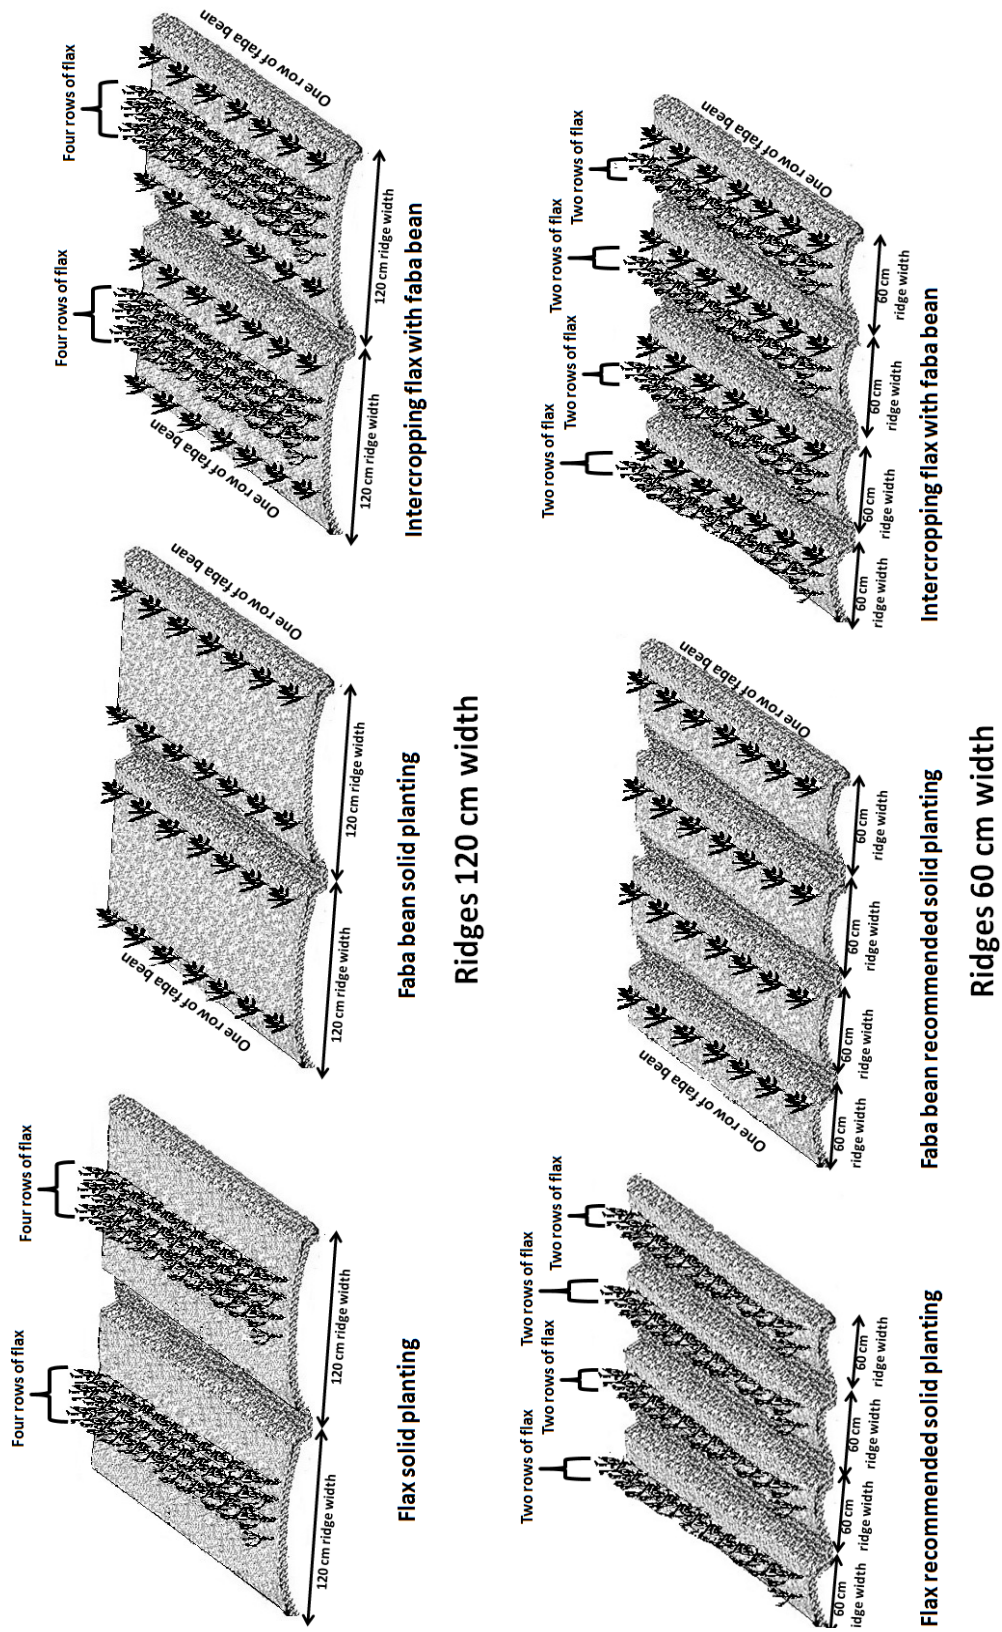 Four rows of flax
Four rows of flax
120 cm ridge width
120 cm ridge width
Flax solid planting
One row of faba bean
One row of faba bean
120 cm ridge width
120 cm ridge width
Faba bean solid planting
Four rows of flax
Four rows of flax
One row of faba bean
One row of faba bean
120 cm ridge width
120 cm ridge width
Intercropping flax with faba bean
Ridges 120 cm width
Two rows of flax
Two rows of flax
Two rows of flax
Two rows of flax
60 cm
idge width
60 cm
ridge width
60 cm
ridge width
60 cm
ridge width
Flax recommended solid planting
One row of faba bean
One row of faba bean
60 cm
ridge width
60 cm
ridge width
60 cm
ridge width
60 cm
ridge width
Faba bean recommended solid planting
Two rows of flax
Two rows of flax
Two rows of flax
Two rows of flax
One row of faba bean
60 cm
ridge width
60 cm
ridge width
60 cm
ridge width
60 cm
ridge width
Intercropping flax with faba bean
Ridges 60 cm width